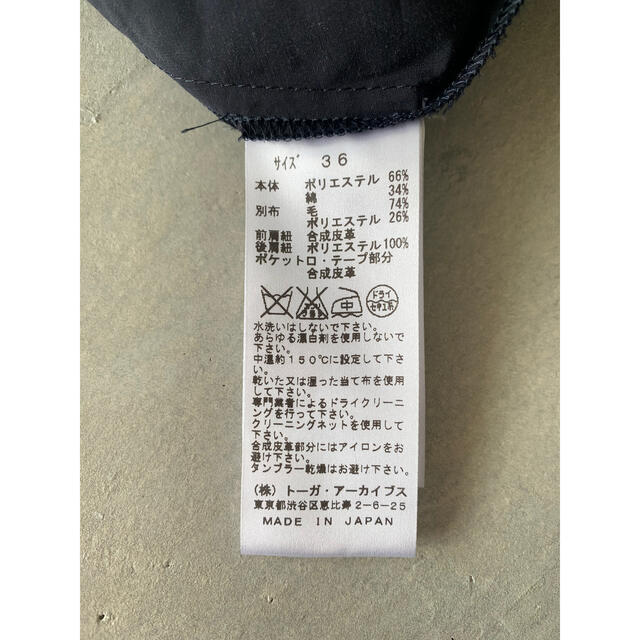 サイズ 36
本体 ポリエステル 66%
綿 34%
別布 毛 74%
ポリエステル 26%
前肩紐 合成皮革
後肩紐 ポリエステル100%
ポケット口・テープ部分
合成皮革
中 ドライ セキユ系
水洗いはしないで下さい。
あらゆる漂白剤を使用しないで
下さい。
中温約150℃に設定して下さ
い。
乾いた又は湿った当て布を使用
して下さい。
専門業者によるドライクリーニ
ングを行って下さい。
クリーニングネットを使用して
下さい。
合成皮革部分にはアイロンをお
避け下さい。
タンブラー乾燥はお避け下さい。
(株)トーガ・アーカイブス
東京都渋谷区恵比寿2-6-25
MADE IN JAPAN